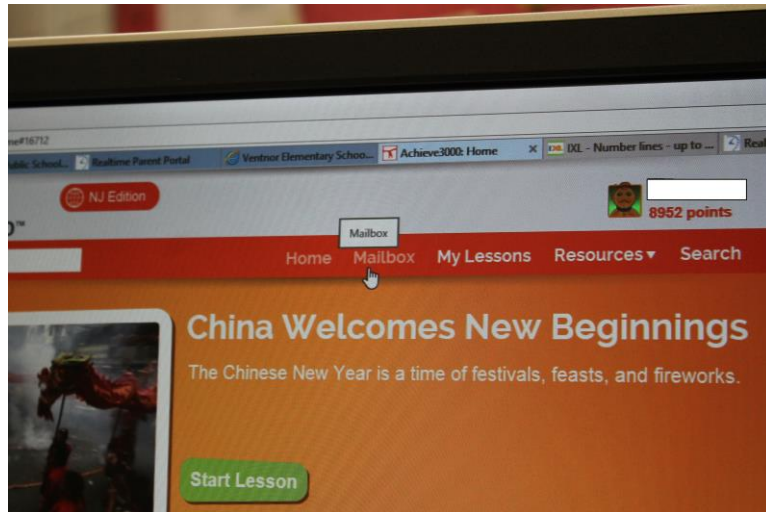 me#16712
ublic School... Realtime Parent Portal Ventnor Elementary Schoo... Achieve3000: Home × IXL - Number lines - up to ... Real
NJ Edition
8952 points
Mailbox
Home Mailbox My Lessons Resources▾ Search
China Welcomes New Beginnings
The Chinese New Year is a time of festivals, feasts, and fireworks.
Start Lesson